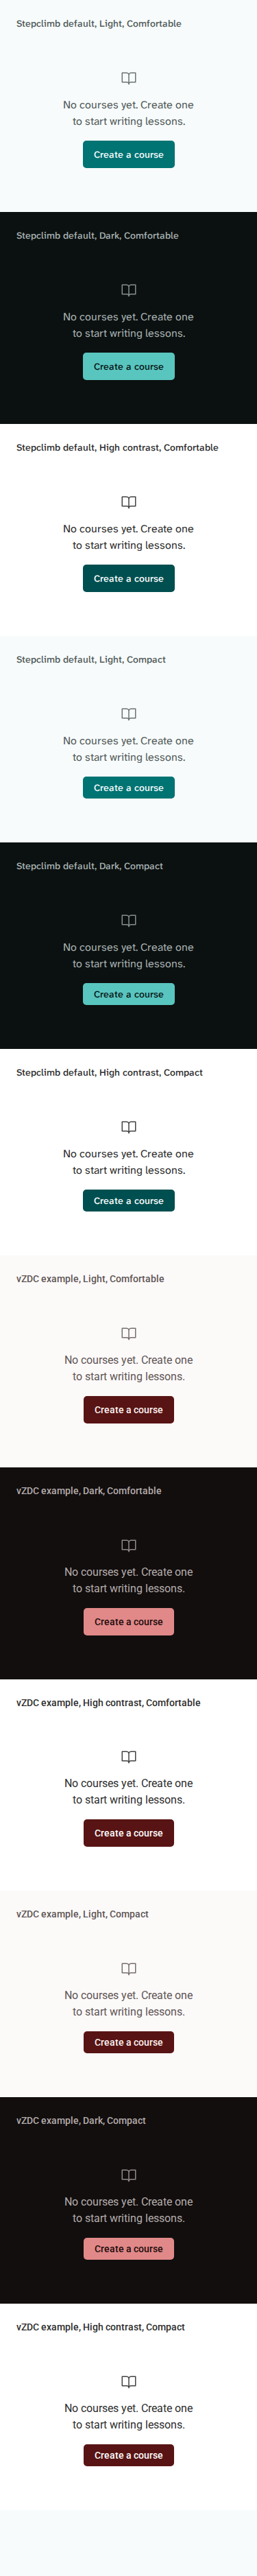 Stepclimb default, Light, Comfortable
No courses yet. Create one
to start writing lessons.
Create a course
Stepclimb default, Dark, Comfortable
No courses yet. Create one
to start writing lessons.
Create a course
Stepclimb default, High contrast, Comfortable
No courses yet. Create one
to start writing lessons.
Create a course
Stepclimb default, Light, Compact
No courses yet. Create one
to start writing lessons.
Create a course
Stepclimb default, Dark, Compact
No courses yet. Create one
to start writing lessons.
Create a course
Stepclimb default, High contrast, Compact
No courses yet. Create one
to start writing lessons.
Create a course
vZDC example, Light, Comfortable
No courses yet. Create one
to start writing lessons.
Create a course
vZDC example, Dark, Comfortable
No courses yet. Create one
to start writing lessons.
Create a course
vZDC example, High contrast, Comfortable
No courses yet. Create one
to start writing lessons.
Create a course
vZDC example, Light, Compact
No courses yet. Create one
to start writing lessons.
Create a course
vZDC example, Dark, Compact
No courses yet. Create one
to start writing lessons.
Create a course
vZDC example, High contrast, Compact
No courses yet. Create one
to start writing lessons.
Create a course